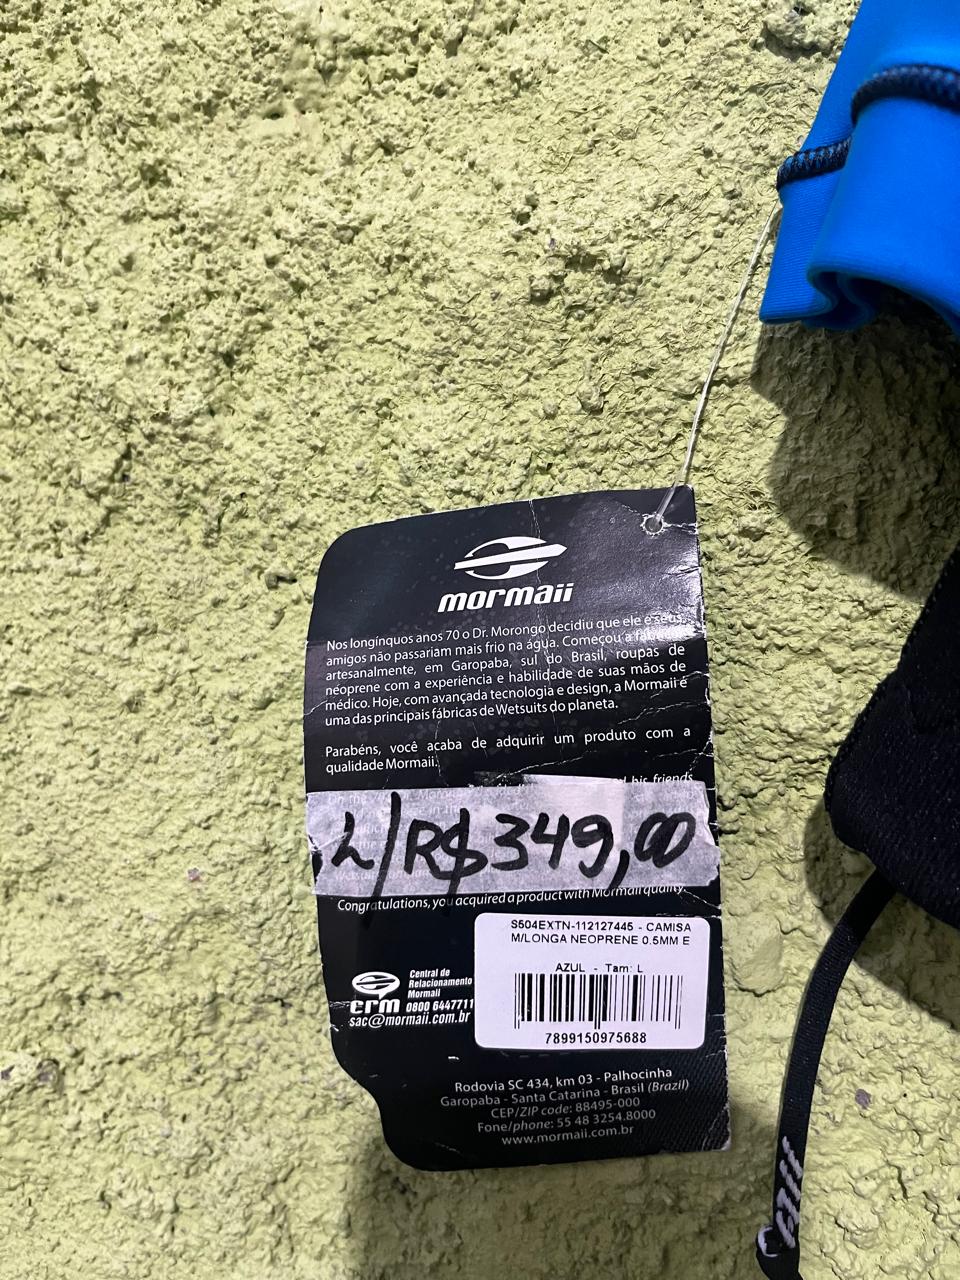 mormaii
Nos longínquos anos 70 o Dr. Morongo decidiu que ele e seus
amigos não passariam mais frio na água. Começou a
artesanalmente, em Garopaba, sul do Brasil, roupas de
neoprene com a experiência e habilidade de suas mãos de
médico. Hoje, com avançada tecnologia e design, a Mormaii é
uma das principais fábricas de Wetsuits do planeta.
Parabéns, você acaba de adquirir um produto com a
qualidade Mormaii.
his friends
L/R$349,00
Congratulations, you acquired a product with Mormaii quality.
S504EXTN-112127445 - CAMISA
M/LONGA NEOPRENE 0.5MM E
AZUL - Tam: L
7899150975688
Central de
Relacionamento
Mormaii
crm 0800 6447711
sac@mormaii.com.br
Rodovia SC 434, km 03 - Palhocinha
Garopaba - Santa Catarina - Brasil (Brazil)
CEP/ZIP code: 88495-000
Fone/phone: 55 48 3254.8000
www.mormaii.com.br